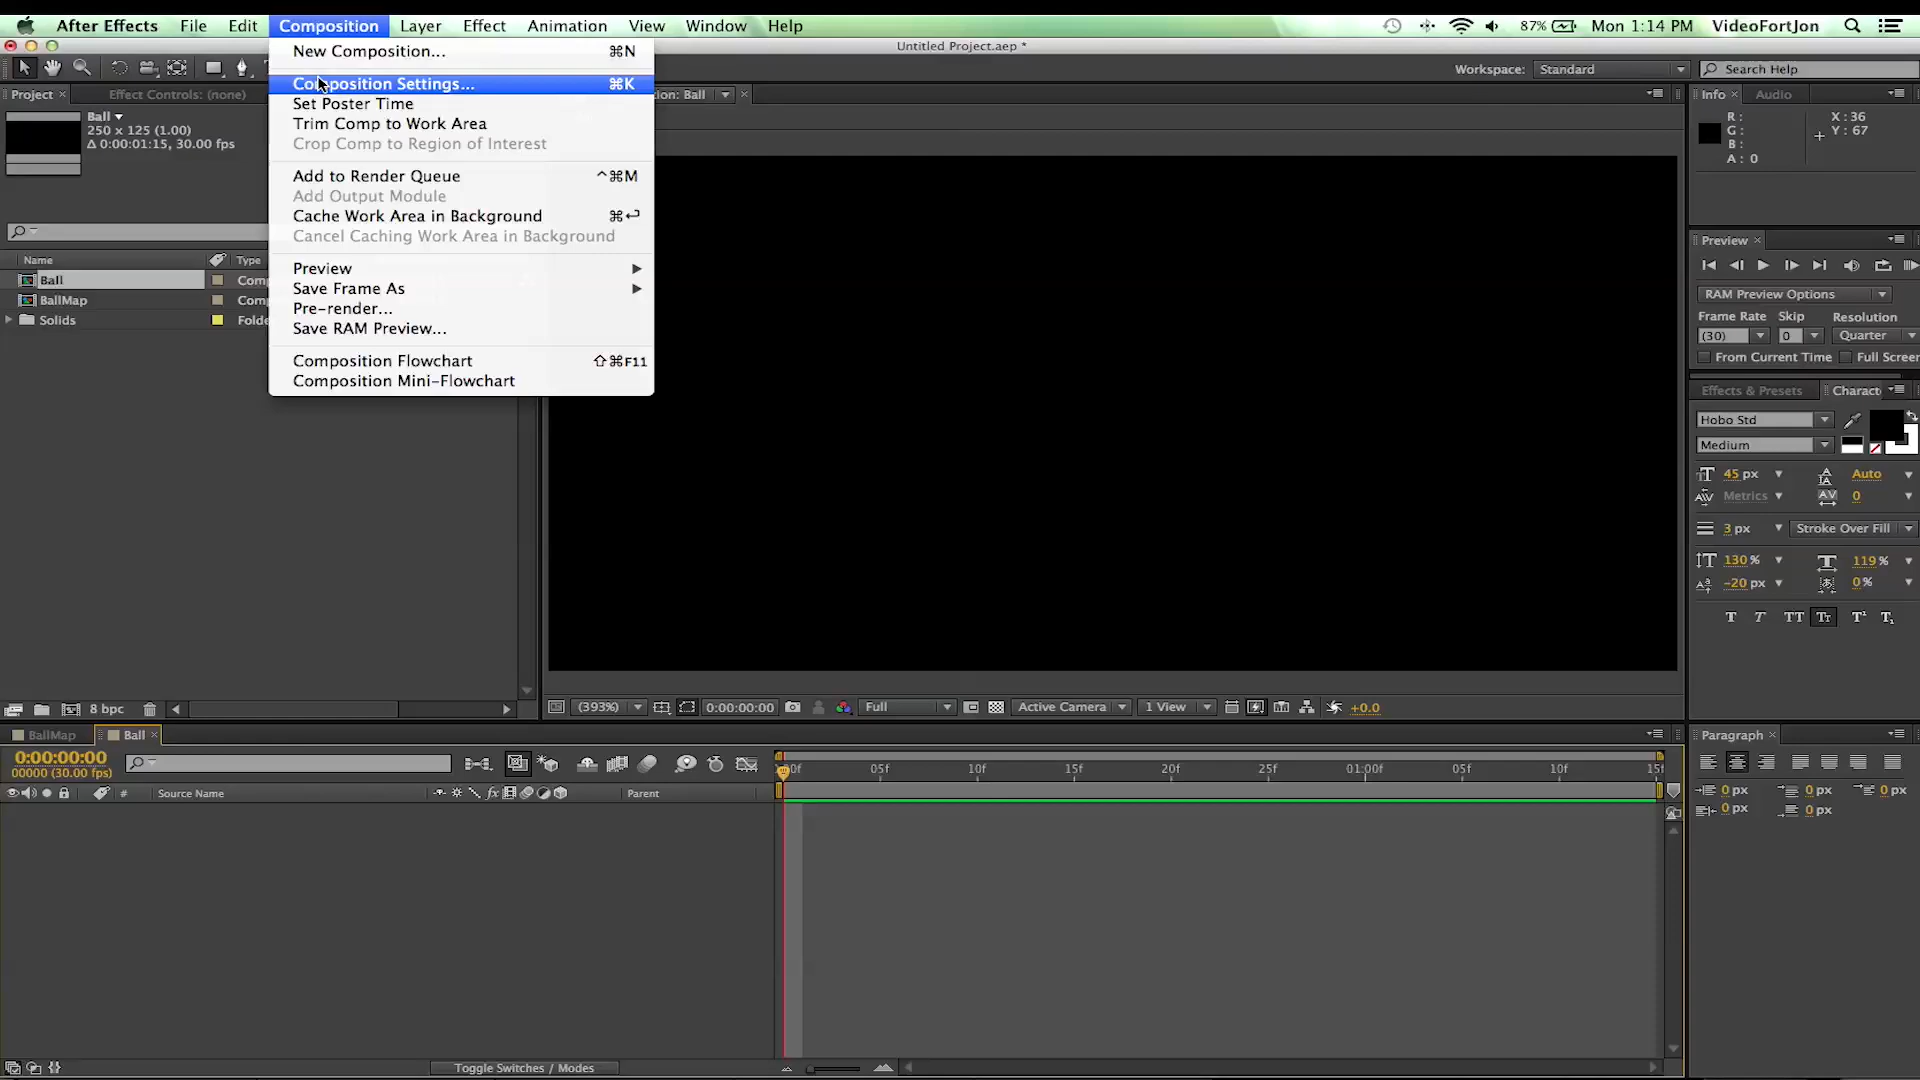 After Effects File Edit Composition Layer Effect Animation View Window Help 87% Mon 1:14 PM VideoFortJon
Untitled Project.aep *
New Composition... ⌘N
Composition Settings... ⌘K
Set Poster Time
Trim Comp to Work Area
Crop Comp to Region of Interest
Add to Render Queue ^⌘M
Add Output Module
Cache Work Area in Background ⌘↩
Cancel Caching Work Area in Background
Preview
Save Frame As
Pre-render...
Save RAM Preview...
Composition Flowchart ⇧⌘F11
Composition Mini-Flowchart
Workspace: Standard Search Help
Project Effect Controls: (none)
Ball
250 x 125 (1.00)
Δ 0:00:01:15, 30.00 fps
Name Type
Ball
BallMap
Solids
8 bpc
: Ball
(393%) 0:00:00:00 Full Active Camera 1 View +0.0
Info Audio
R: X: 36
G: Y: 67
B:
A: 0
Preview
RAM Preview Options
Frame Rate Skip Resolution
(30) 0 Quarter
From Current Time Full Screen
Effects & Presets Charact
Hobo Std
Medium
45 px Auto
Metrics 0
3 px Stroke Over Fill
130 % 119 %
-20 px 0 %
T T TT Tt T¹ T₁
Paragraph
0 px 0 px 0 px
0 px 0 px
BallMap Ball
0:00:00:00
00000 (30.00 fps)
# Source Name fx Parent
05f 10f 15f 20f 25f 01:00f 05f 10f 15f
Toggle Switches / Modes